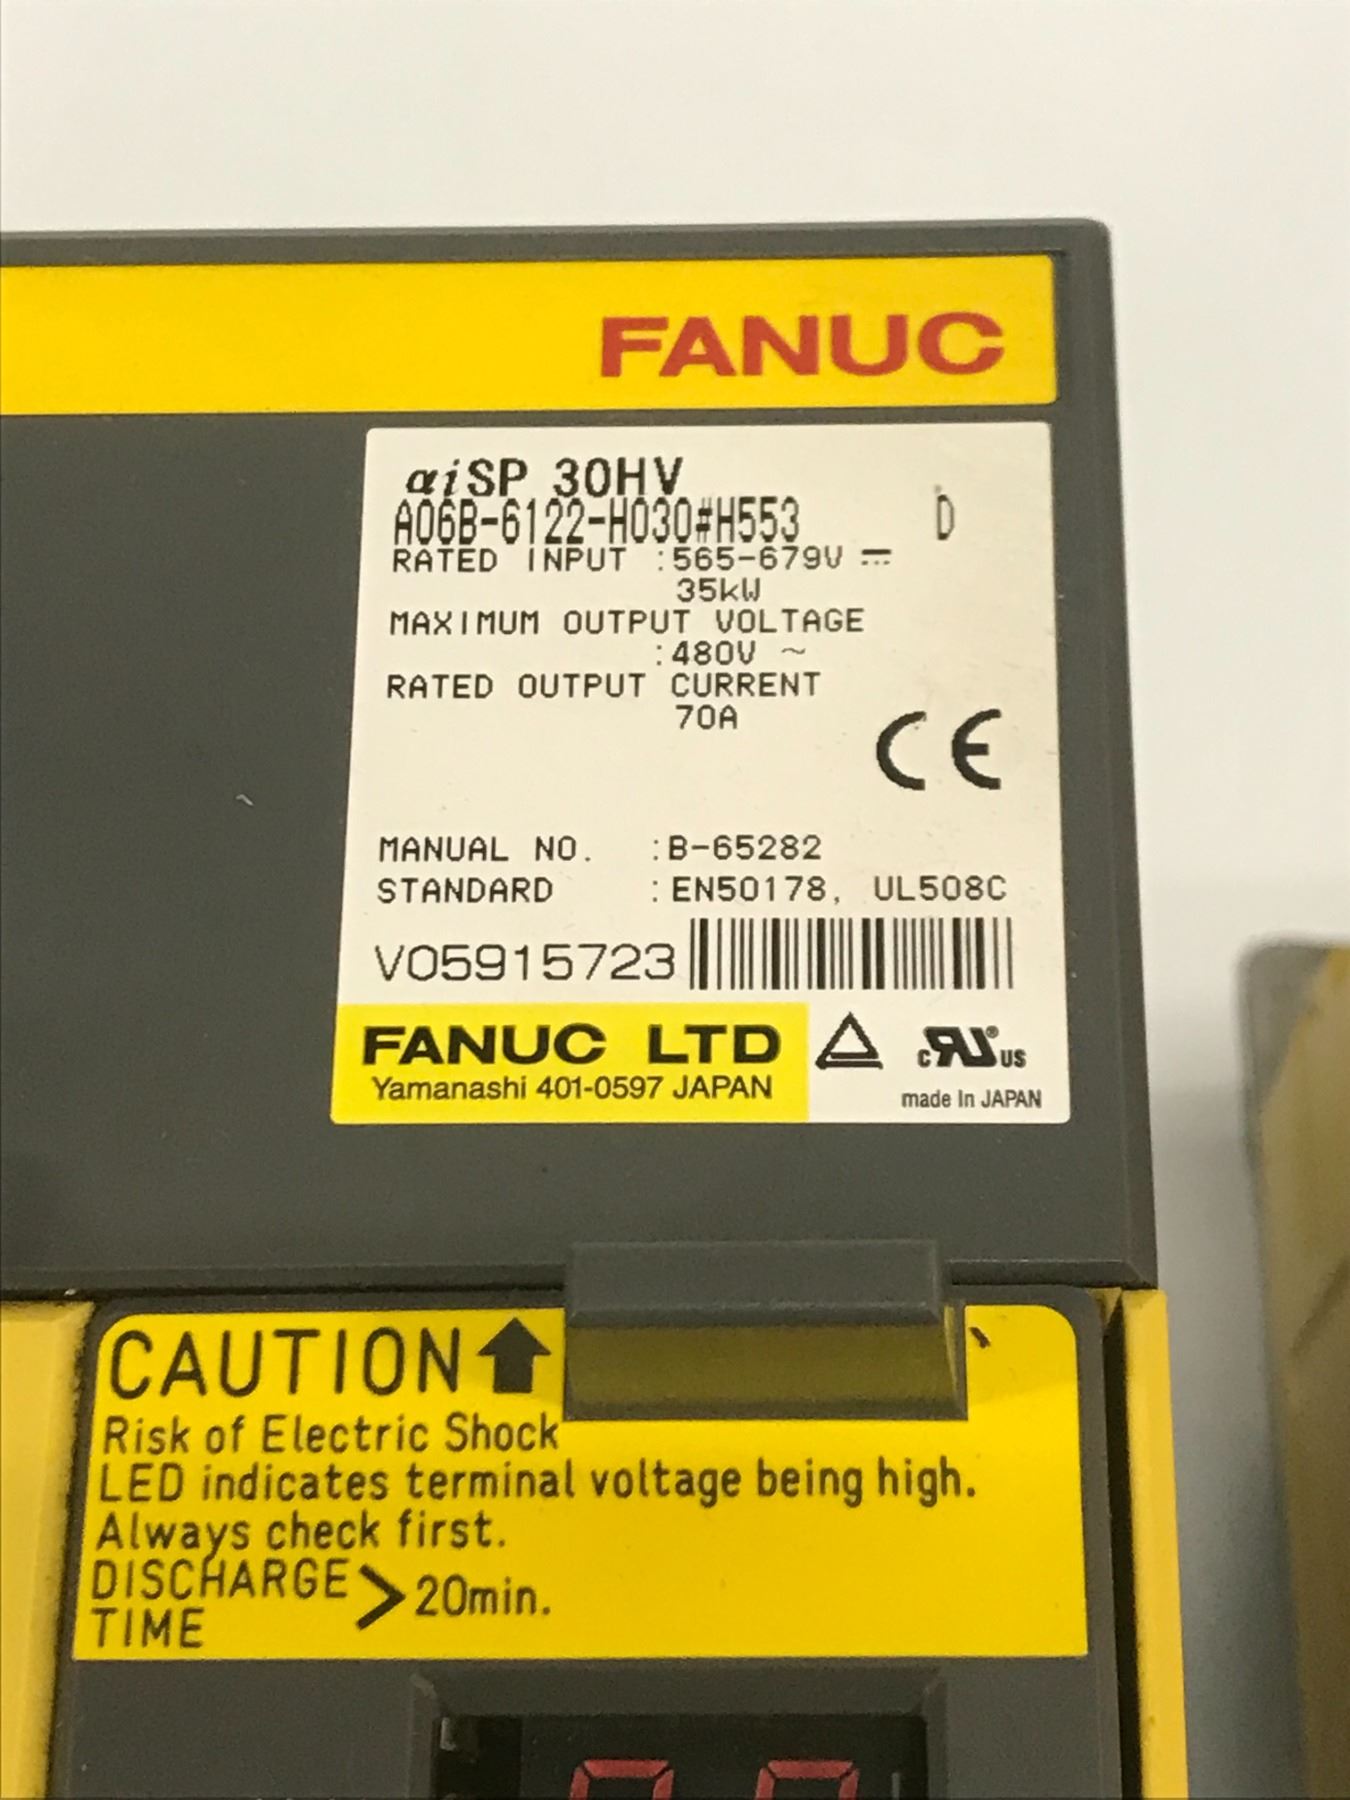 FANUC
αiSP 30HV
A06B-6122-H030#H553 D
RATED INPUT :565-679V ⎓
35kW
MAXIMUM OUTPUT VOLTAGE
:480V ~
RATED OUTPUT CURRENT
70A
CE
MANUAL NO. :B-65282
STANDARD :EN50178, UL508C
V05915723
FANUC LTD
Yamanashi 401-0597 JAPAN
c RU® US
made In JAPAN
CAUTION
Risk of Electric Shock
LED indicates terminal voltage being high.
Always check first.
DISCHARGE
TIME > 20min.